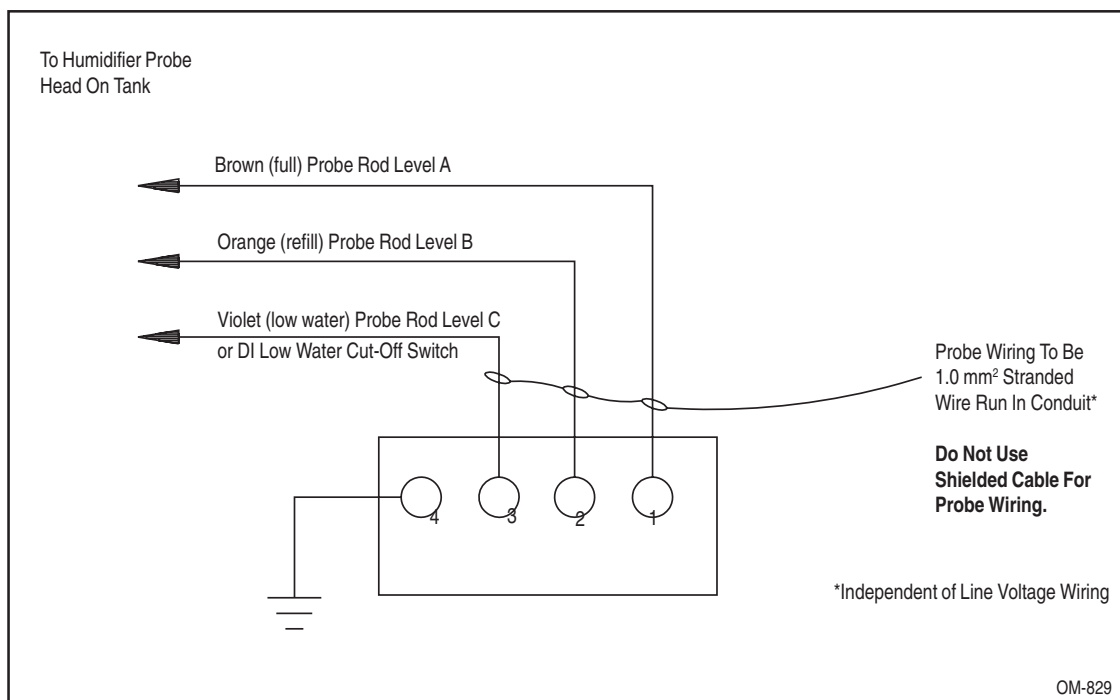 To Humidifier Probe
Head On Tank
Brown (full) Probe Rod Level A
Orange (refill) Probe Rod Level B
Violet (low water) Probe Rod Level C
or DI Low Water Cut-Off Switch
Probe Wiring To Be
1.0 mm² Stranded
Wire Run In Conduit*
Do Not Use
Shielded Cable For
Probe Wiring.
4 3 2 1
*Independent of Line Voltage Wiring
OM-829